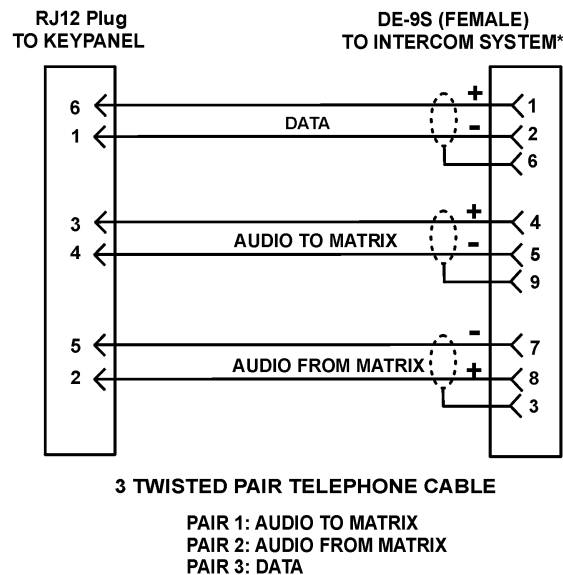 RJ12 Plug
TO KEYPANEL
DE-9S (FEMALE)
TO INTERCOM SYSTEM*
6
+
1
DATA
1
-
2
6
3
+
4
AUDIO TO MATRIX
4
-
5
9
5
-
7
AUDIO FROM MATRIX
2
+
8
3
3 TWISTED PAIR TELEPHONE CABLE
PAIR 1: AUDIO TO MATRIX
PAIR 2: AUDIO FROM MATRIX
PAIR 3: DATA